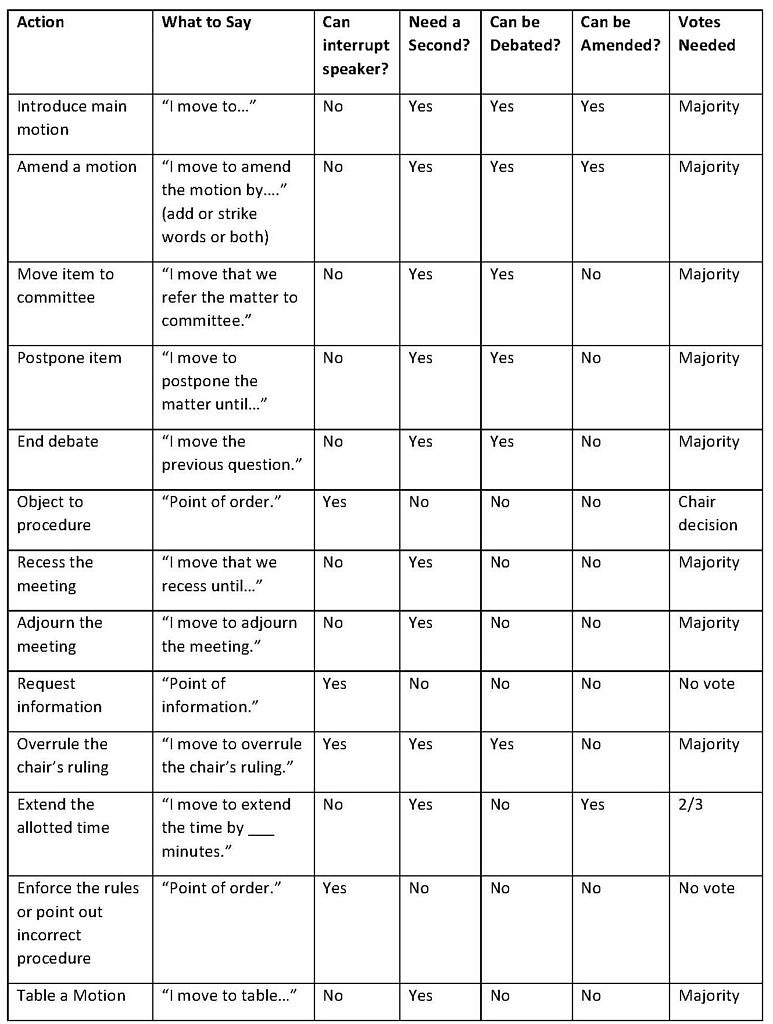 Action What to Say Can interrupt speaker? Need a Second? Can be Debated? Can be Amended? Votes Needed
Introduce main motion “I move to…” No Yes Yes Yes Majority
Amend a motion “I move to amend the motion by….” (add or strike words or both) No Yes Yes Yes Majority
Move item to committee “I move that we refer the matter to committee.” No Yes Yes No Majority
Postpone item “I move to postpone the matter until…” No Yes Yes No Majority
End debate “I move the previous question.” No Yes Yes No Majority
Object to procedure “Point of order.” Yes No No No Chair decision
Recess the meeting “I move that we recess until…” No Yes No No Majority
Adjourn the meeting “I move to adjourn the meeting.” No Yes No No Majority
Request information “Point of information.” Yes No No No No vote
Overrule the chair’s ruling “I move to overrule the chair’s ruling.” Yes Yes Yes No Majority
Extend the allotted time “I move to extend the time by ___ minutes.” No Yes No Yes 2/3
Enforce the rules or point out incorrect procedure “Point of order.” Yes No No No No vote
Table a Motion “I move to table…” No Yes No No Majority